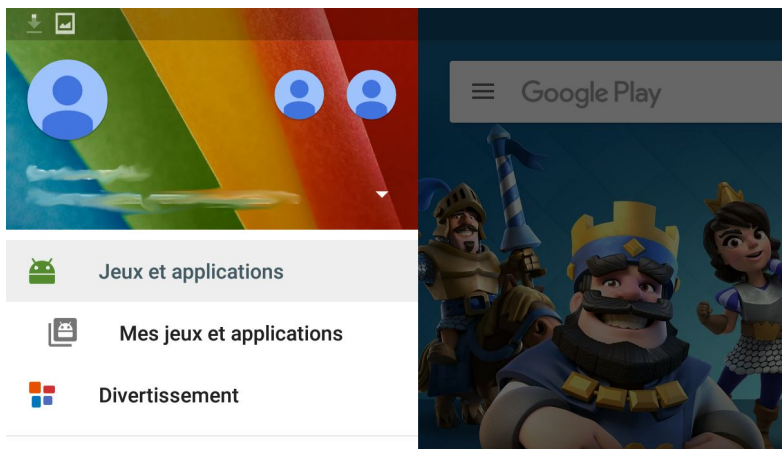 Google Play
Jeux et applications
Mes jeux et applications
Divertissement